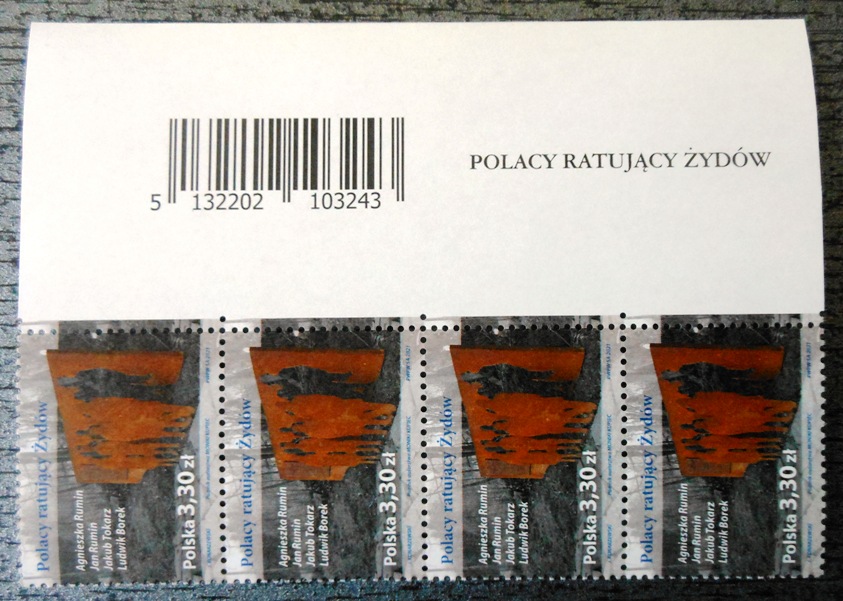 POLACY RATUJĄCY ŻYDÓW
5 132202 103243
Polacy ratujący Żydów
Agnieszka Rumin
Jan Rumin
Jakub Tokarz
Ludwik Borek
Polska 3,30 zł
Polacy ratujący Żydów
Agnieszka Rumin
Jan Rumin
Jakub Tokarz
Ludwik Borek
Polska 3,30 zł
Polacy ratujący Żydów
Agnieszka Rumin
Jan Rumin
Jakub Tokarz
Ludwik Borek
Polska 3,30 zł
Polacy ratujący Żydów
Agnieszka Rumin
Jan Rumin
Jakub Tokarz
Ludwik Borek
Polska 3,30 zł